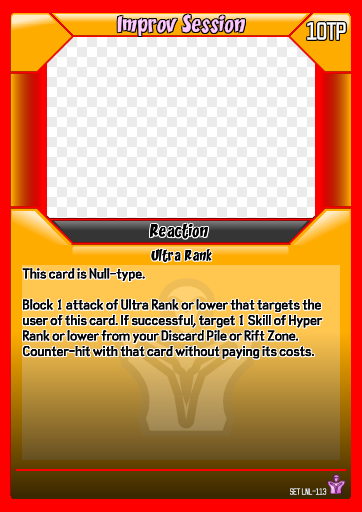 Improv Session
10TP
Reaction
Ultra Rank
This card is Null-type.
Block 1 attack of Ultra Rank or lower that targets the
user of this card. If successful, target 1 Skill of Hyper
Rank or lower from your Discard Pile or Rift Zone.
Counter-hit with that card without paying its costs.
SET LNL-113